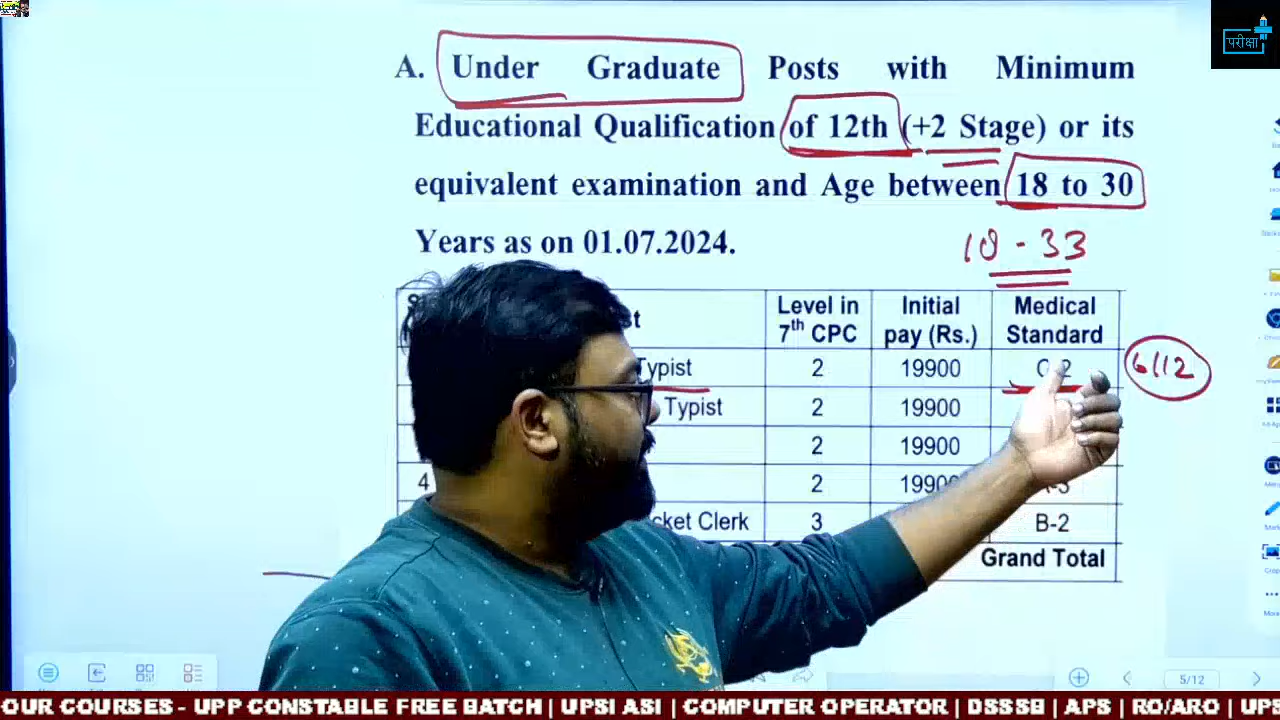 परीक्षा
A. Under Graduate Posts with Minimum
Educational Qualification of 12th (+2 Stage) or its
equivalent examination and Age between 18 to 30
Years as on 01.07.2024.
18 - 33
Level in 7th CPC
Initial pay (Rs.)
Medical Standard
Typist 2 19900 C-2 6/12
Typist 2 19900
2 19900
4 2
Clerk 3 B-2
Grand Total
5/12
OUR COURSES - UPP CONSTABLE FREE BATCH | UPSI ASI | COMPUTER OPERATOR | DSSSB | APS | RO/ARO |